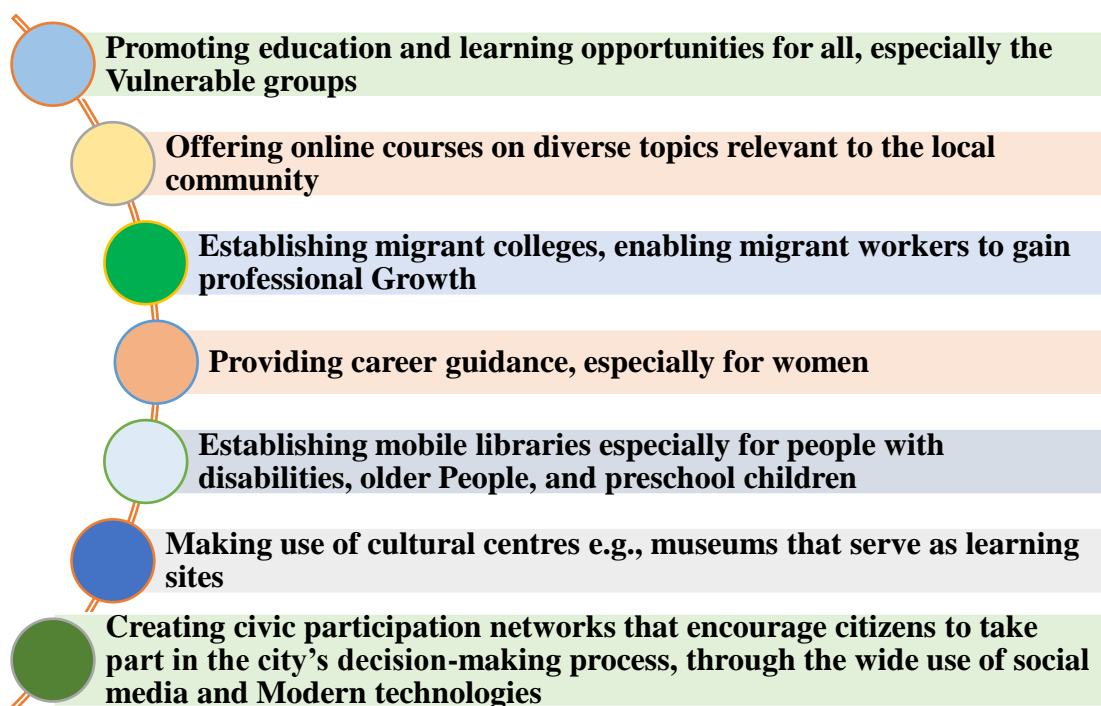 Promoting education and learning opportunities for all, especially the
Vulnerable groups
Offering online courses on diverse topics relevant to the local
community
Establishing migrant colleges, enabling migrant workers to gain
professional Growth
Providing career guidance, especially for women
Establishing mobile libraries especially for people with
disabilities, older People, and preschool children
Making use of cultural centres e.g., museums that serve as learning
sites
Creating civic participation networks that encourage citizens to take
part in the city’s decision-making process, through the wide use of social
media and Modern technologies